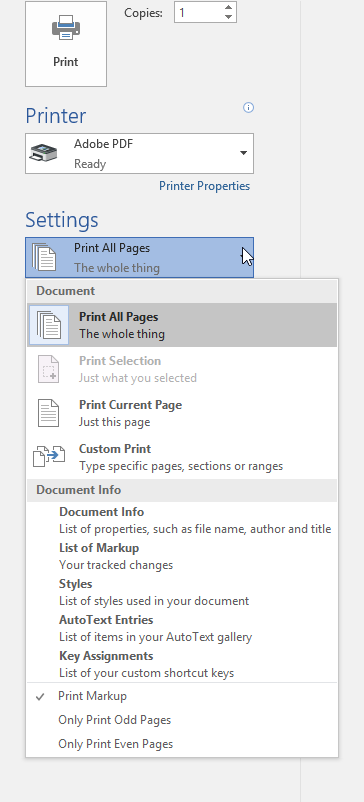 Copies: 1
Print
Printer
Adobe PDF
Ready
Printer Properties
Settings
Print All Pages
The whole thing
Document
Print All Pages
The whole thing
Print Selection
Just what you selected
Print Current Page
Just this page
Custom Print
Type specific pages, sections or ranges
Document Info
Document Info
List of properties, such as file name, author and title
List of Markup
Your tracked changes
Styles
List of styles used in your document
AutoText Entries
List of items in your AutoText gallery
Key Assignments
List of your custom shortcut keys
Print Markup
Only Print Odd Pages
Only Print Even Pages